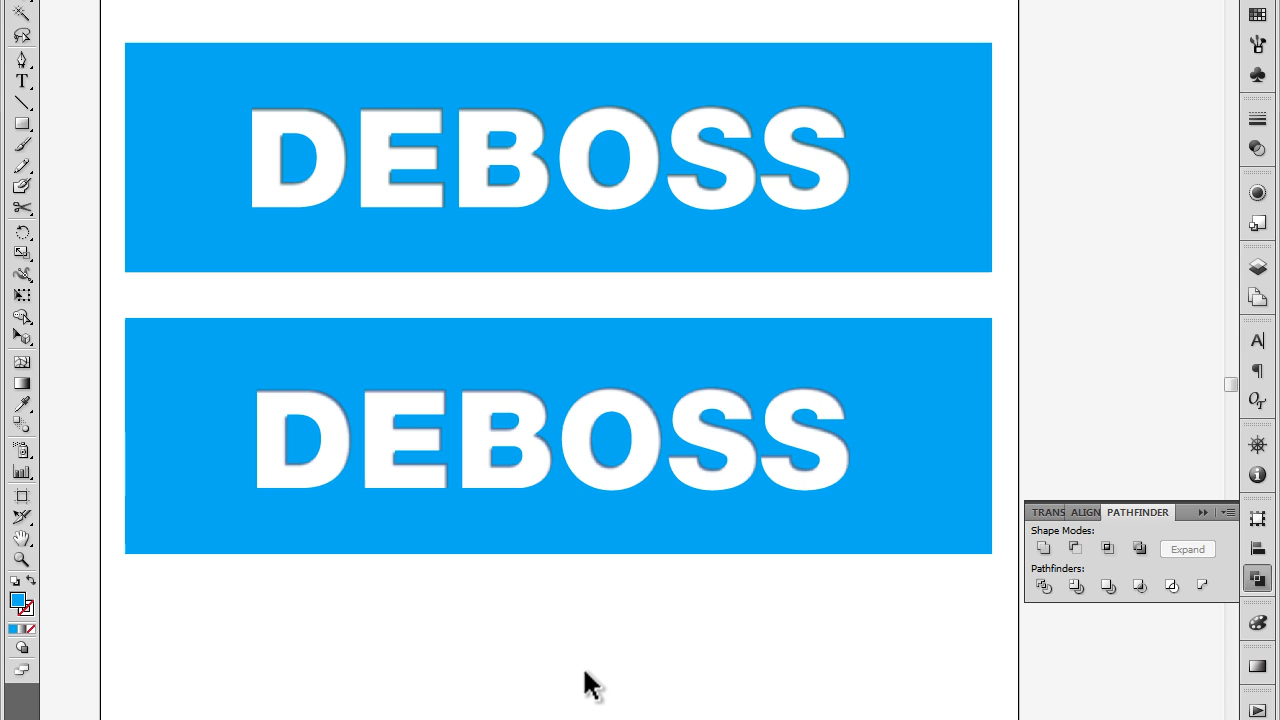 DEBOSS
DEBOSS
TRANS ALIGN PATHFINDER
Shape Modes:
Expand
Pathfinders: